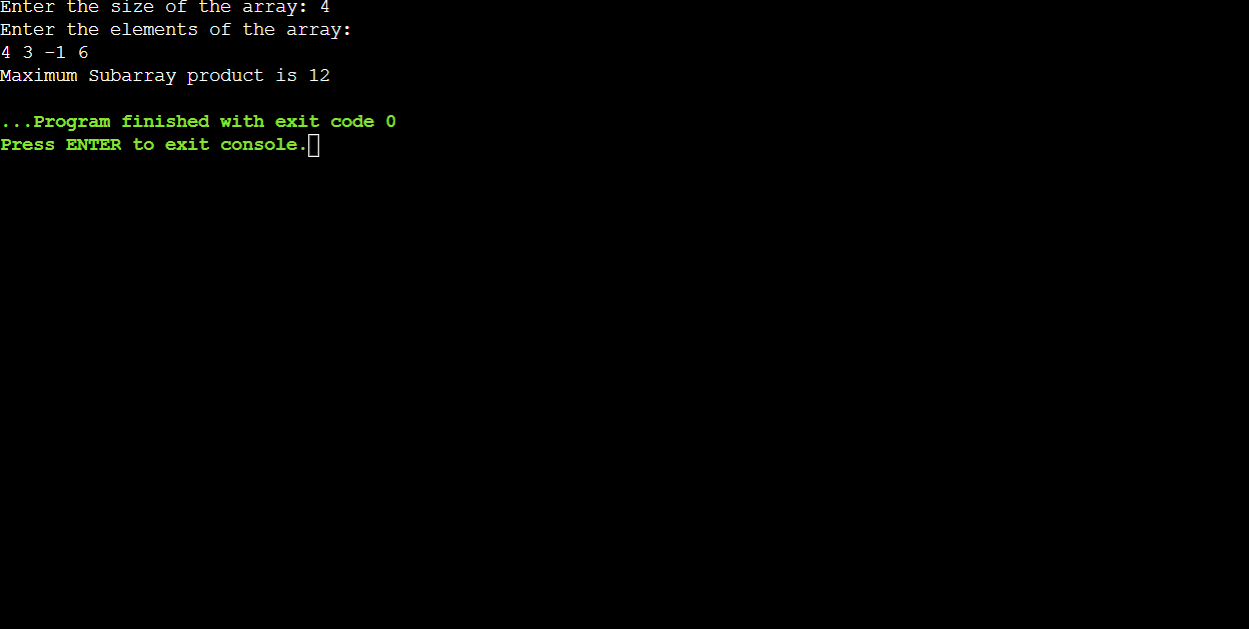 Enter the size of the array: 4
Enter the elements of the array:
4 3 -1 6
Maximum Subarray product is 12
...Program finished with exit code 0
Press ENTER to exit console.